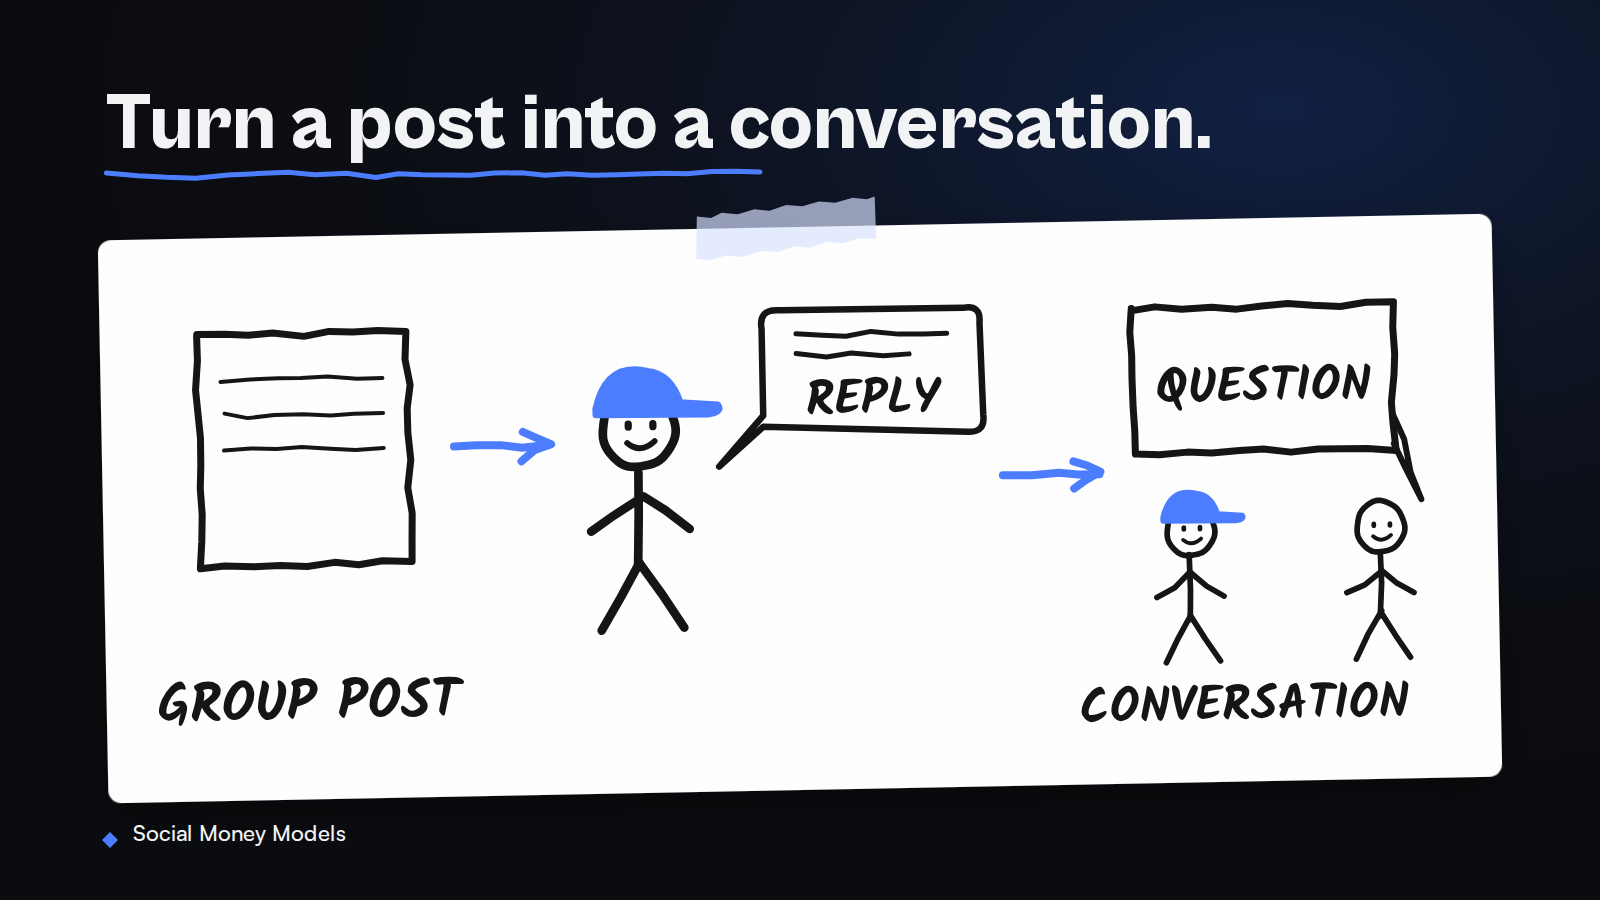 Turn a post into a conversation.
REPLY
QUESTION
GROUP POST
CONVERSATION
Social Money Models